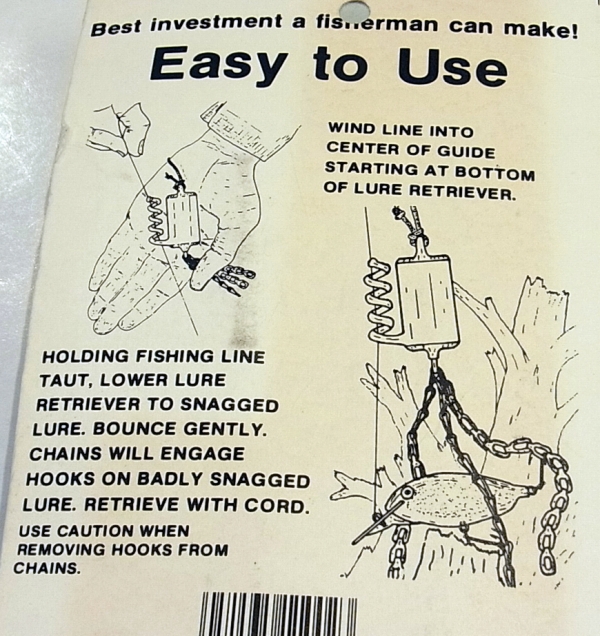 Best investment a fisherman can make!
Easy to Use
WIND LINE INTO
CENTER OF GUIDE
STARTING AT BOTTOM
OF LURE RETRIEVER.
HOLDING FISHING LINE
TAUT, LOWER LURE
RETRIEVER TO SNAGGED
LURE. BOUNCE GENTLY.
CHAINS WILL ENGAGE
HOOKS ON BADLY SNAGGED
LURE. RETRIEVE WITH CORD.
USE CAUTION WHEN
REMOVING HOOKS FROM
CHAINS.